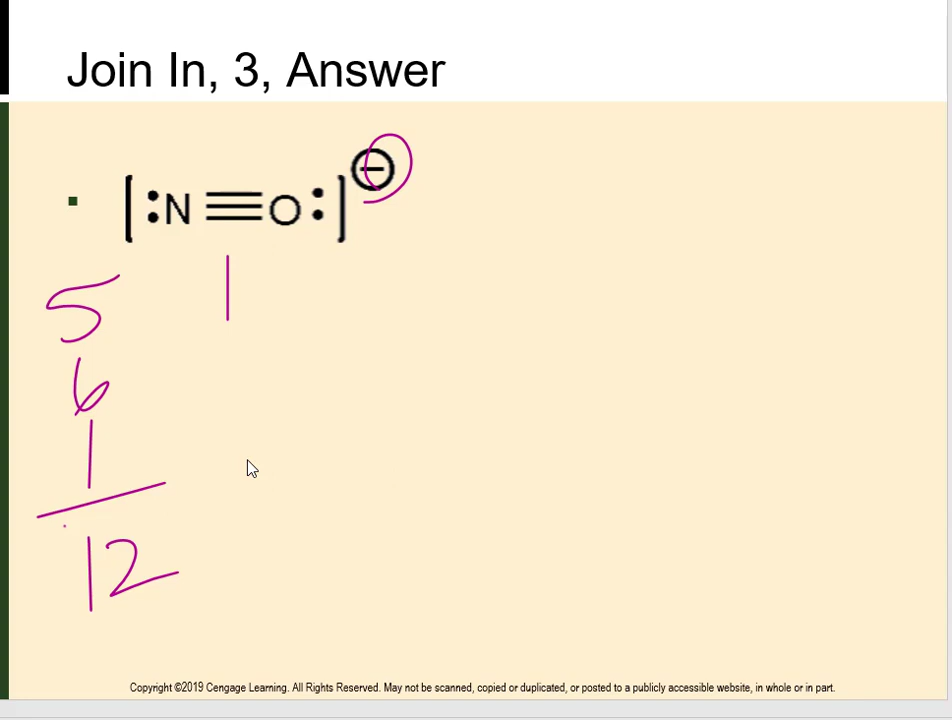 Join In, 3, Answer
[:N≡O:]⊖
5
1
6
1
12
Copyright ©2019 Cengage Learning. All Rights Reserved. May not be scanned, copied or duplicated, or posted to a publicly accessible website, in whole or in part.